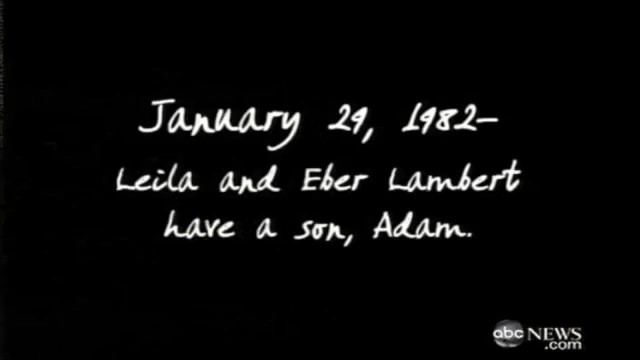 January 29, 1982-
Leila and Eber Lambert
have a son, Adam.
abc NEWS
.com